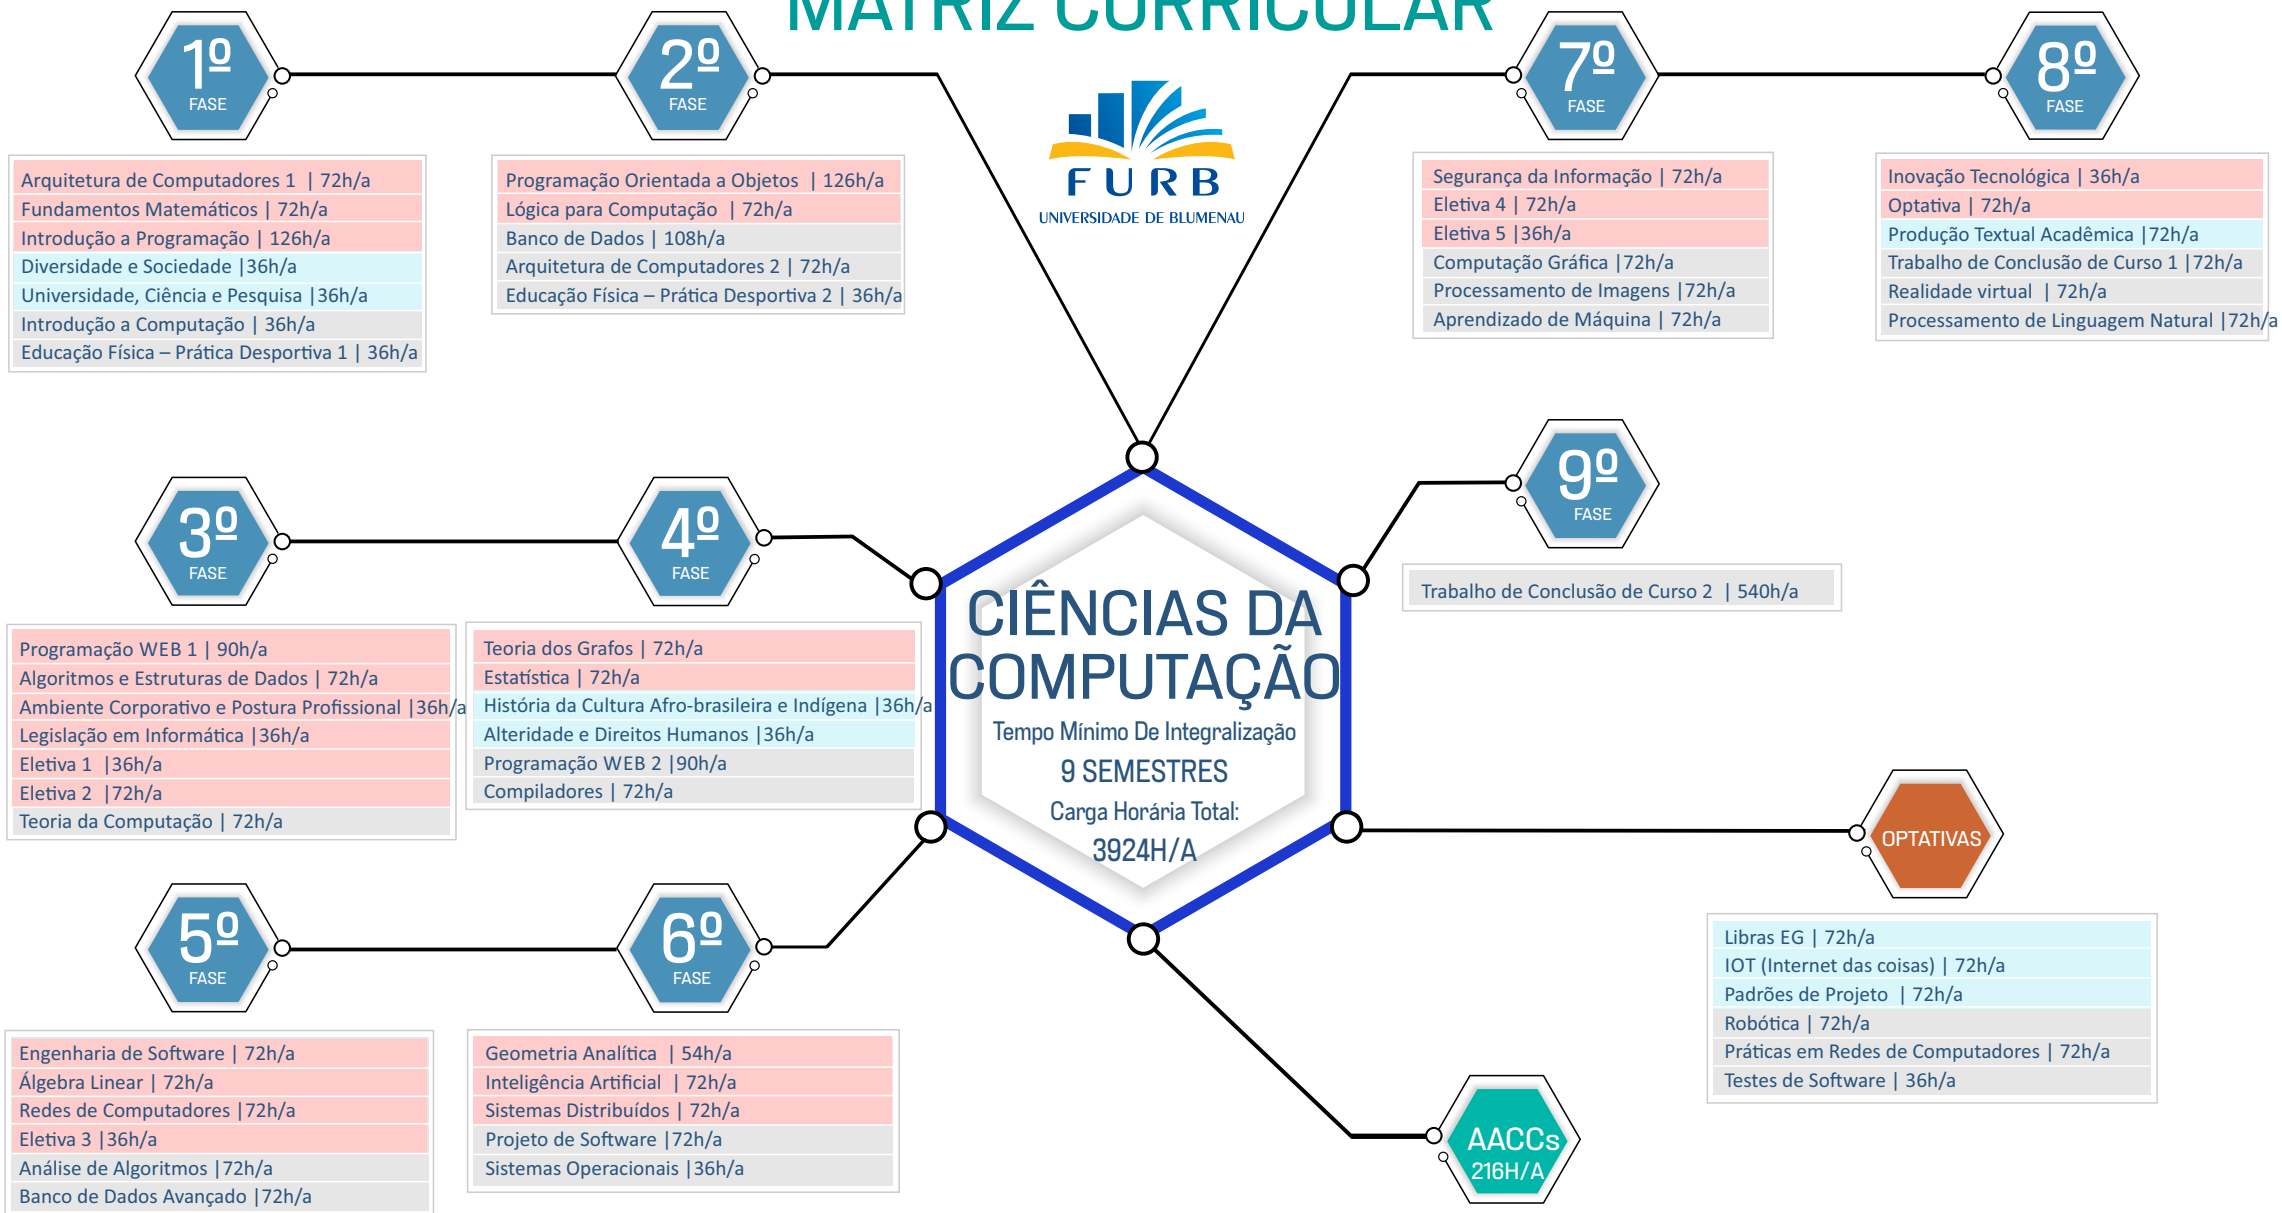 MATRIZ CURRICULAR
1º
FASE
Arquitetura de Computadores 1 | 72h/a
Fundamentos Matemáticos | 72h/a
Introdução a Programação | 126h/a
Diversidade e Sociedade |36h/a
Universidade, Ciência e Pesquisa |36h/a
Introdução a Computação | 36h/a
Educação Física – Prática Desportiva 1 | 36h/a
2º
FASE
Programação Orientada a Objetos | 126h/a
Lógica para Computação | 72h/a
Banco de Dados | 108h/a
Arquitetura de Computadores 2 | 72h/a
Educação Física – Prática Desportiva 2 | 36h/a
FURB
UNIVERSIDADE DE BLUMENAU
7º
FASE
Segurança da Informação | 72h/a
Eletiva 4 | 72h/a
Eletiva 5 |36h/a
Computação Gráfica |72h/a
Processamento de Imagens |72h/a
Aprendizado de Máquina | 72h/a
8º
FASE
Inovação Tecnológica | 36h/a
Optativa | 72h/a
Produção Textual Acadêmica |72h/a
Trabalho de Conclusão de Curso 1 |72h/a
Realidade virtual | 72h/a
Processamento de Linguagem Natural |72h/a
3º
FASE
Programação WEB 1 | 90h/a
Algoritmos e Estruturas de Dados | 72h/a
Ambiente Corporativo e Postura Profissional |36h/a
Legislação em Informática |36h/a
Eletiva 1 |36h/a
Eletiva 2 |72h/a
Teoria da Computação | 72h/a
4º
FASE
Teoria dos Grafos | 72h/a
Estatística | 72h/a
História da Cultura Afro-brasileira e Indígena |36h/a
Alteridade e Direitos Humanos |36h/a
Programação WEB 2 |90h/a
Compiladores | 72h/a
CIÊNCIAS DA
COMPUTAÇÃO
Tempo Mínimo De Integralização
9 SEMESTRES
Carga Horária Total:
3924H/A
9º
FASE
Trabalho de Conclusão de Curso 2 | 540h/a
5º
FASE
Engenharia de Software | 72h/a
Álgebra Linear | 72h/a
Redes de Computadores |72h/a
Eletiva 3 |36h/a
Análise de Algoritmos |72h/a
Banco de Dados Avançado |72h/a
6º
FASE
Geometria Analítica | 54h/a
Inteligência Artificial | 72h/a
Sistemas Distribuídos | 72h/a
Projeto de Software |72h/a
Sistemas Operacionais |36h/a
OPTATIVAS
Libras EG | 72h/a
IOT (Internet das coisas) | 72h/a
Padrões de Projeto | 72h/a
Robótica | 72h/a
Práticas em Redes de Computadores | 72h/a
Testes de Software | 36h/a
AACCs
216H/A